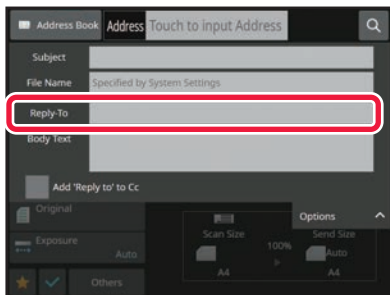 Address Book Address Touch to input Address
Subject
File Name Specified by System Settings
Reply-To
Body Text
Add 'Reply to' to Cc
Original
Options
Scan Size Send Size
Exposure
Auto 100% Auto
A4 A4
Others